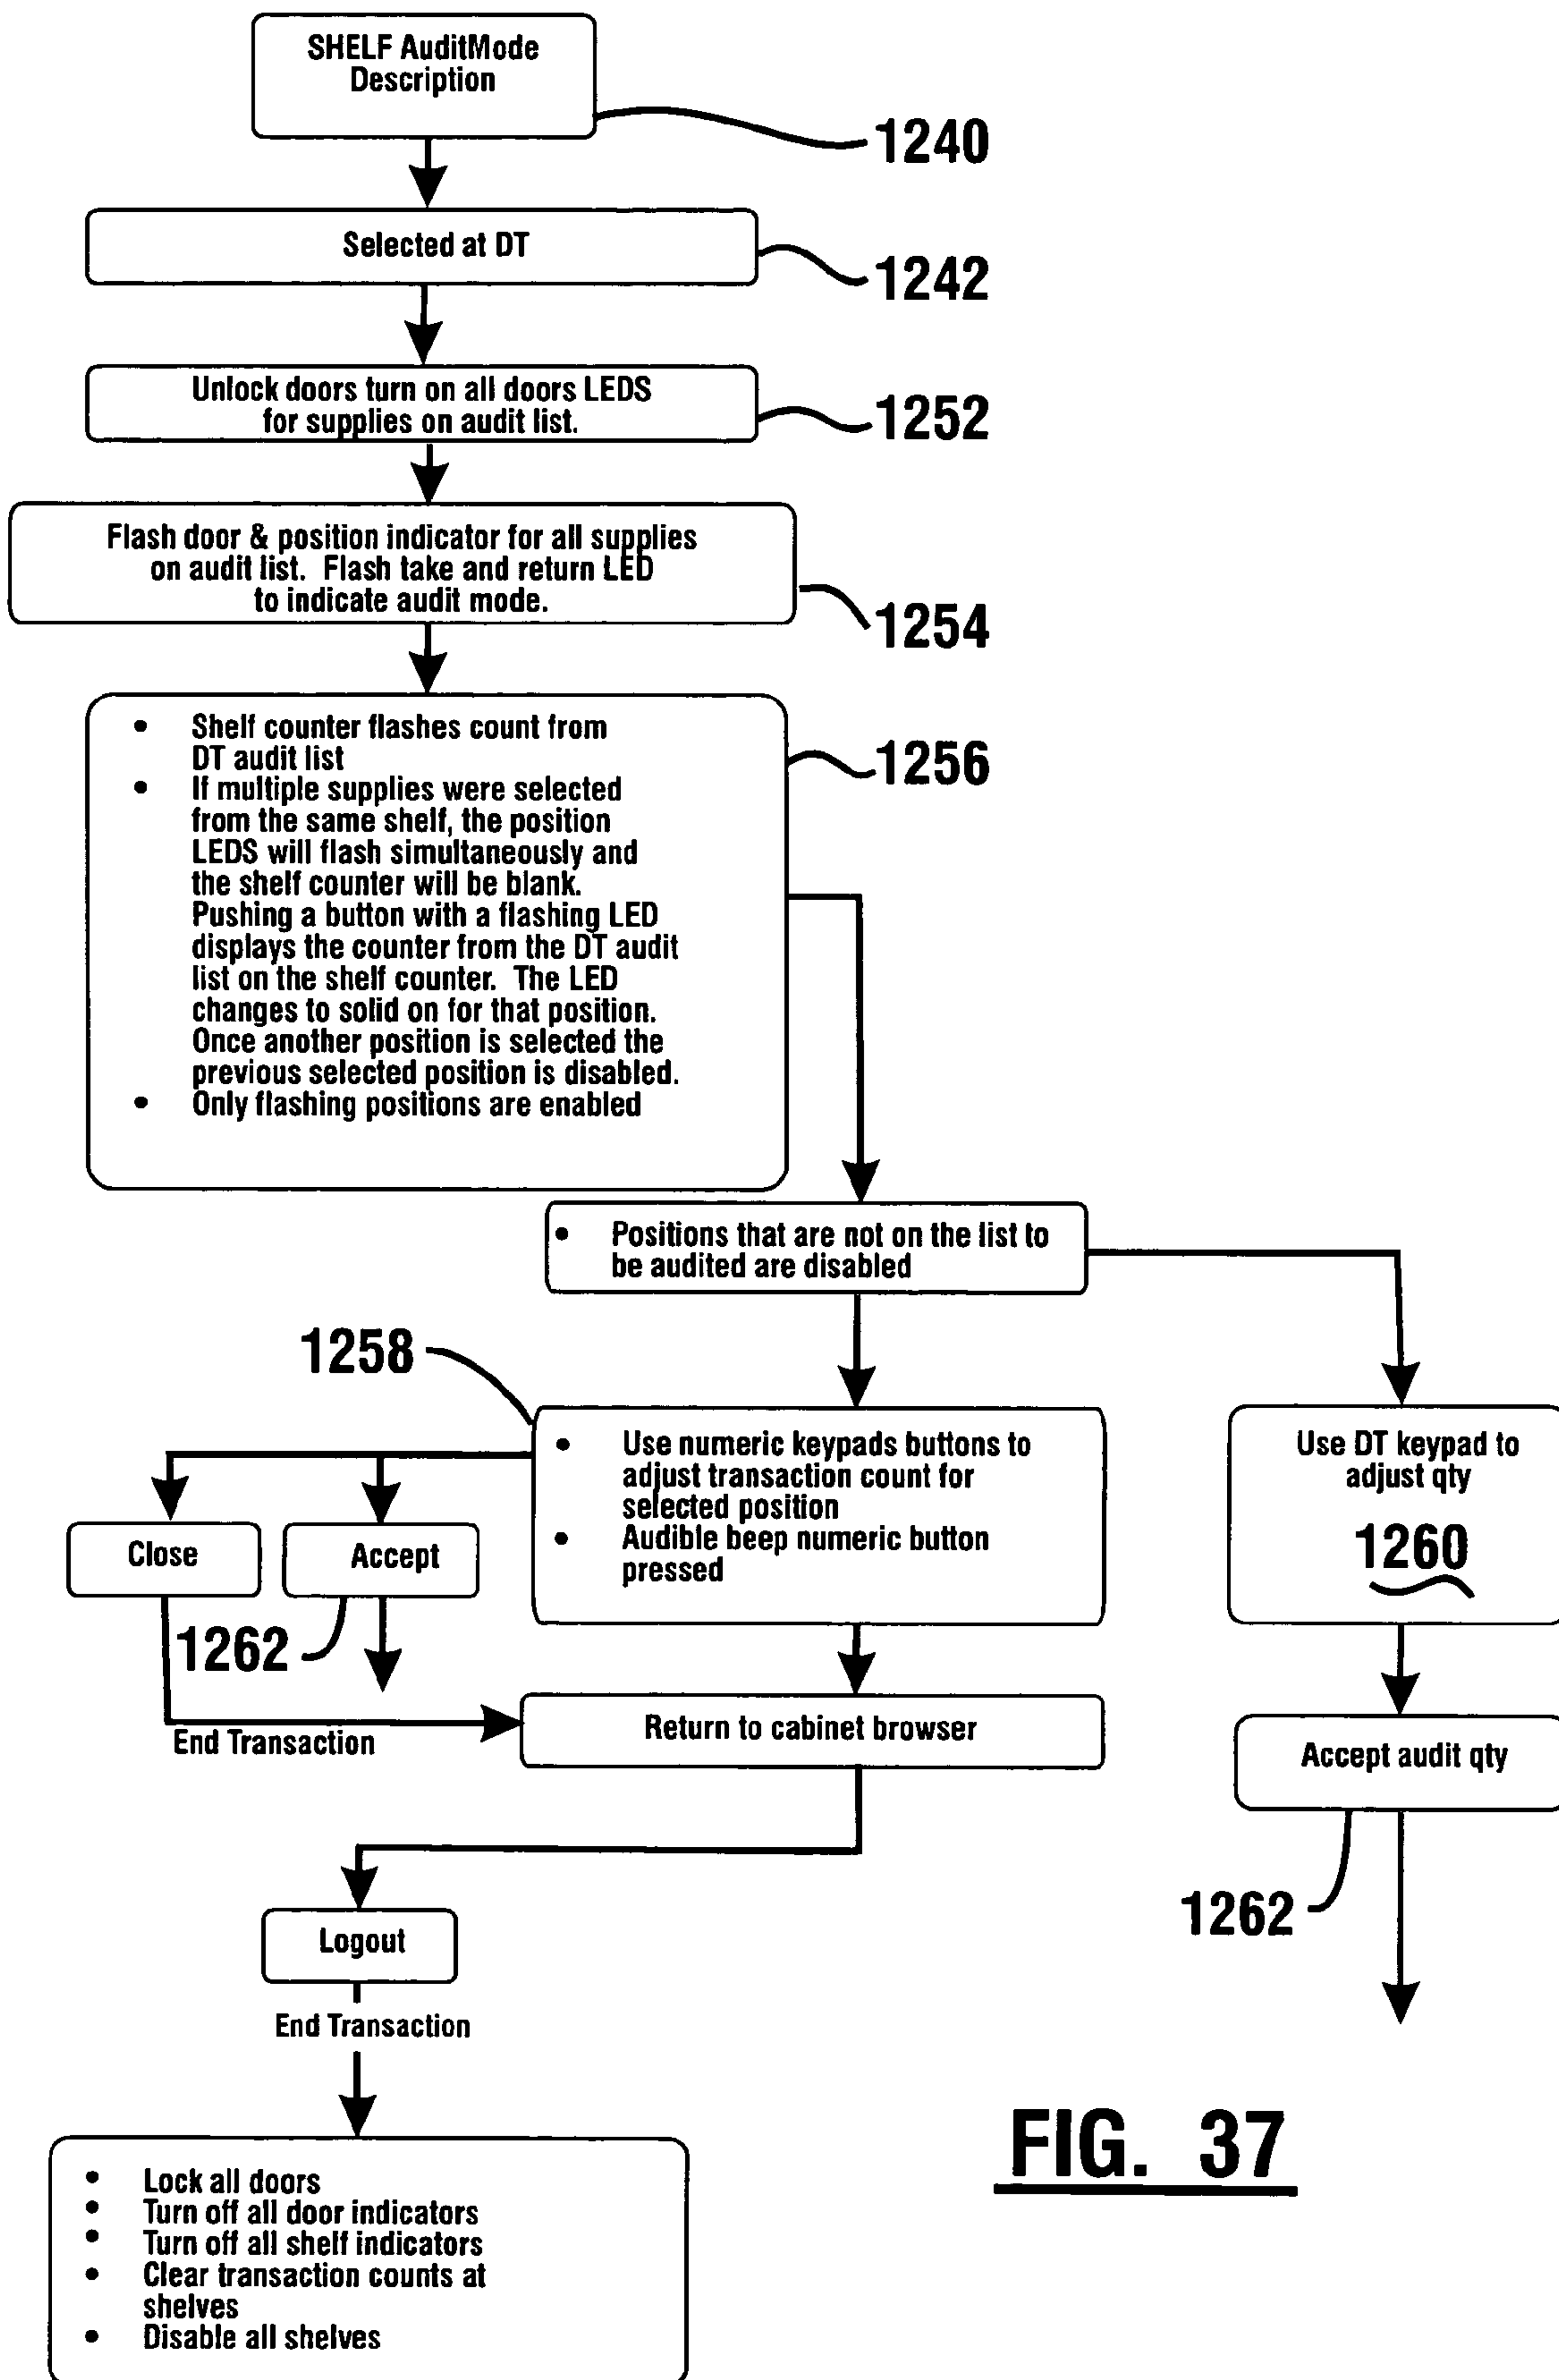 SHELF AuditMode
Description
1240
Selected at DT
1242
Unlock doors turn on all doors LEDS
for supplies on audit list.
1252
Flash door & position indicator for all supplies
on audit list. Flash take and return LED
to indicate audit mode.
1254
• Shelf counter flashes count from
DT audit list
• If multiple supplies were selected
from the same shelf, the position
LEDS will flash simultaneously and
the shelf counter will be blank.
Pushing a button with a flashing LED
displays the counter from the DT audit
list on the shelf counter. The LED
changes to solid on for that position.
Once another position is selected the
previous selected position is disabled.
• Only flashing positions are enabled
1256
• Positions that are not on the list to
be audited are disabled
1258
• Use numeric keypads buttons to
adjust transaction count for
selected position
• Audible beep numeric button
pressed
Use DT keypad to
adjust qty
1260
Close
Accept
1262
End Transaction
Return to cabinet browser
Accept audit qty
1262
Logout
End Transaction
• Lock all doors
• Turn off all door indicators
• Turn off all shelf indicators
• Clear transaction counts at
shelves
• Disable all shelves
FIG. 37